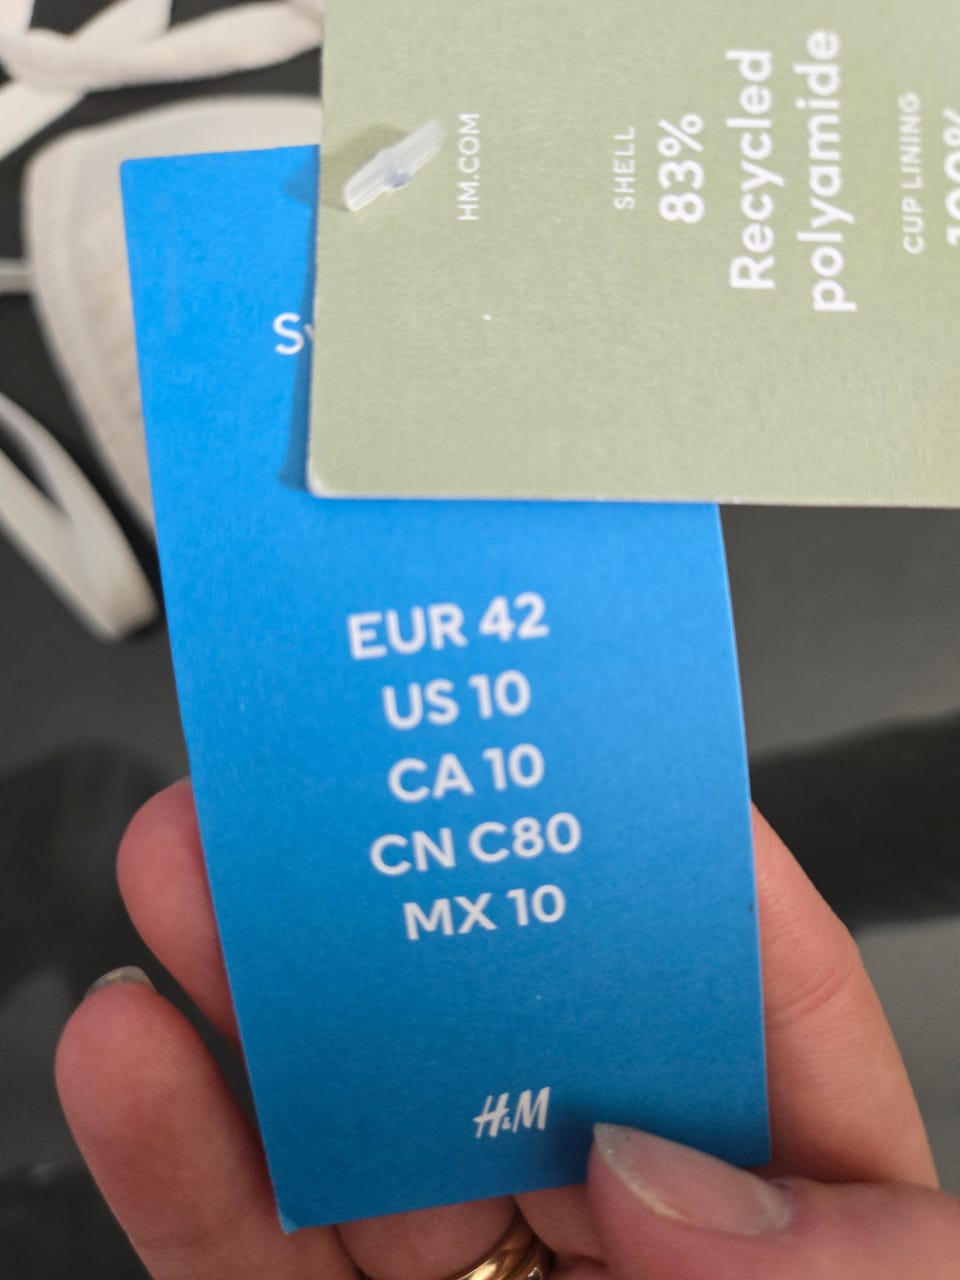 HM.COM
SHELL
83%
Recycled
polyamide
CUP LINING
EUR 42
US 10
CA 10
CN C80
MX 10
H&M